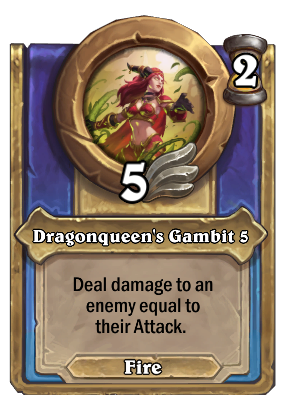 2
5
Dragonqueen's Gambit 5
Deal damage to an
enemy equal to
their Attack.
Fire